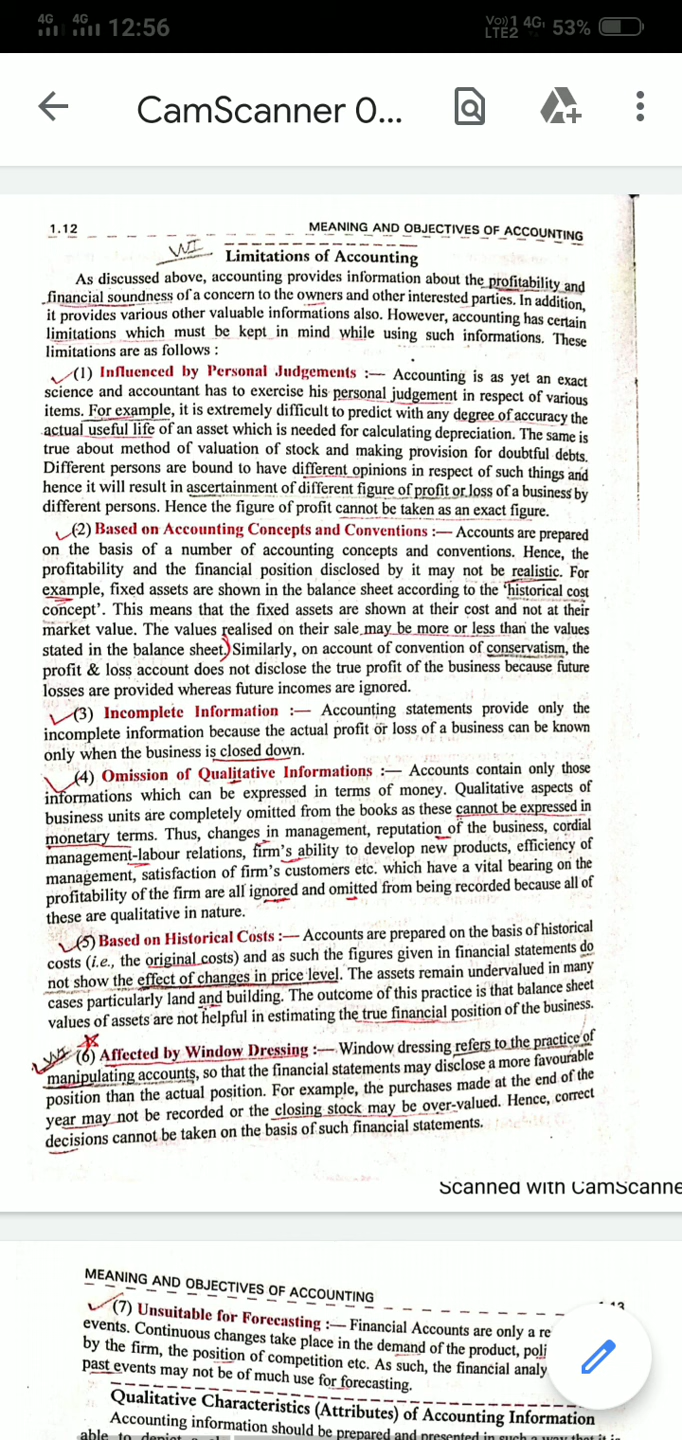 4G 4G 12:56 Vo)) 1 4G LTE2 53%
CamScanner 0...
1.12 MEANING AND OBJECTIVES OF ACCOUNTING
Limitations of Accounting
As discussed above, accounting provides information about the profitability and
financial soundness of a concern to the owners and other interested parties. In addition,
it provides various other valuable informations also. However, accounting has certain
limitations which must be kept in mind while using such informations. These
limitations are as follows :
(1) Influenced by Personal Judgements :— Accounting is as yet an exact
science and accountant has to exercise his personal judgement in respect of various
items. For example, it is extremely difficult to predict with any degree of accuracy the
actual useful life of an asset which is needed for calculating depreciation. The same is
true about method of valuation of stock and making provision for doubtful debts.
Different persons are bound to have different opinions in respect of such things and
hence it will result in ascertainment of different figure of profit or loss of a business by
different persons. Hence the figure of profit cannot be taken as an exact figure.
(2) Based on Accounting Concepts and Conventions :— Accounts are prepared
on the basis of a number of accounting concepts and conventions. Hence, the
profitability and the financial position disclosed by it may not be realistic. For
example, fixed assets are shown in the balance sheet according to the 'historical cost
concept'. This means that the fixed assets are shown at their cost and not at their
market value. The values realised on their sale may be more or less than the values
stated in the balance sheet. Similarly, on account of convention of conservatism, the
profit & loss account does not disclose the true profit of the business because future
losses are provided whereas future incomes are ignored.
(3) Incomplete Information :— Accounting statements provide only the
incomplete information because the actual profit or loss of a business can be known
only when the business is closed down.
(4) Omission of Qualitative Informations :— Accounts contain only those
informations which can be expressed in terms of money. Qualitative aspects of
business units are completely omitted from the books as these cannot be expressed in
monetary terms. Thus, changes in management, reputation of the business, cordial
management-labour relations, firm's ability to develop new products, efficiency of
management, satisfaction of firm's customers etc. which have a vital bearing on the
profitability of the firm are all ignored and omitted from being recorded because all of
these are qualitative in nature.
(5) Based on Historical Costs :— Accounts are prepared on the basis of historical
costs (i.e., the original costs) and as such the figures given in financial statements do
not show the effect of changes in price level. The assets remain undervalued in many
cases particularly land and building. The outcome of this practice is that balance sheet
values of assets are not helpful in estimating the true financial position of the business.
(6) Affected by Window Dressing :— Window dressing refers to the practice of
manipulating accounts, so that the financial statements may disclose a more favourable
position than the actual position. For example, the purchases made at the end of the
year may not be recorded or the closing stock may be over-valued. Hence, correct
decisions cannot be taken on the basis of such financial statements.
Scanned with CamScanne
MEANING AND OBJECTIVES OF ACCOUNTING
(7) Unsuitable for Forecasting :— Financial Accounts are only a re
events. Continuous changes take place in the demand of the product, poli
by the firm, the position of competition etc. As such, the financial analy
past events may not be of much use for forecasting.
Qualitative Characteristics (Attributes) of Accounting Information
Accounting information should be prepared and presented in such a way that it is
able to depict